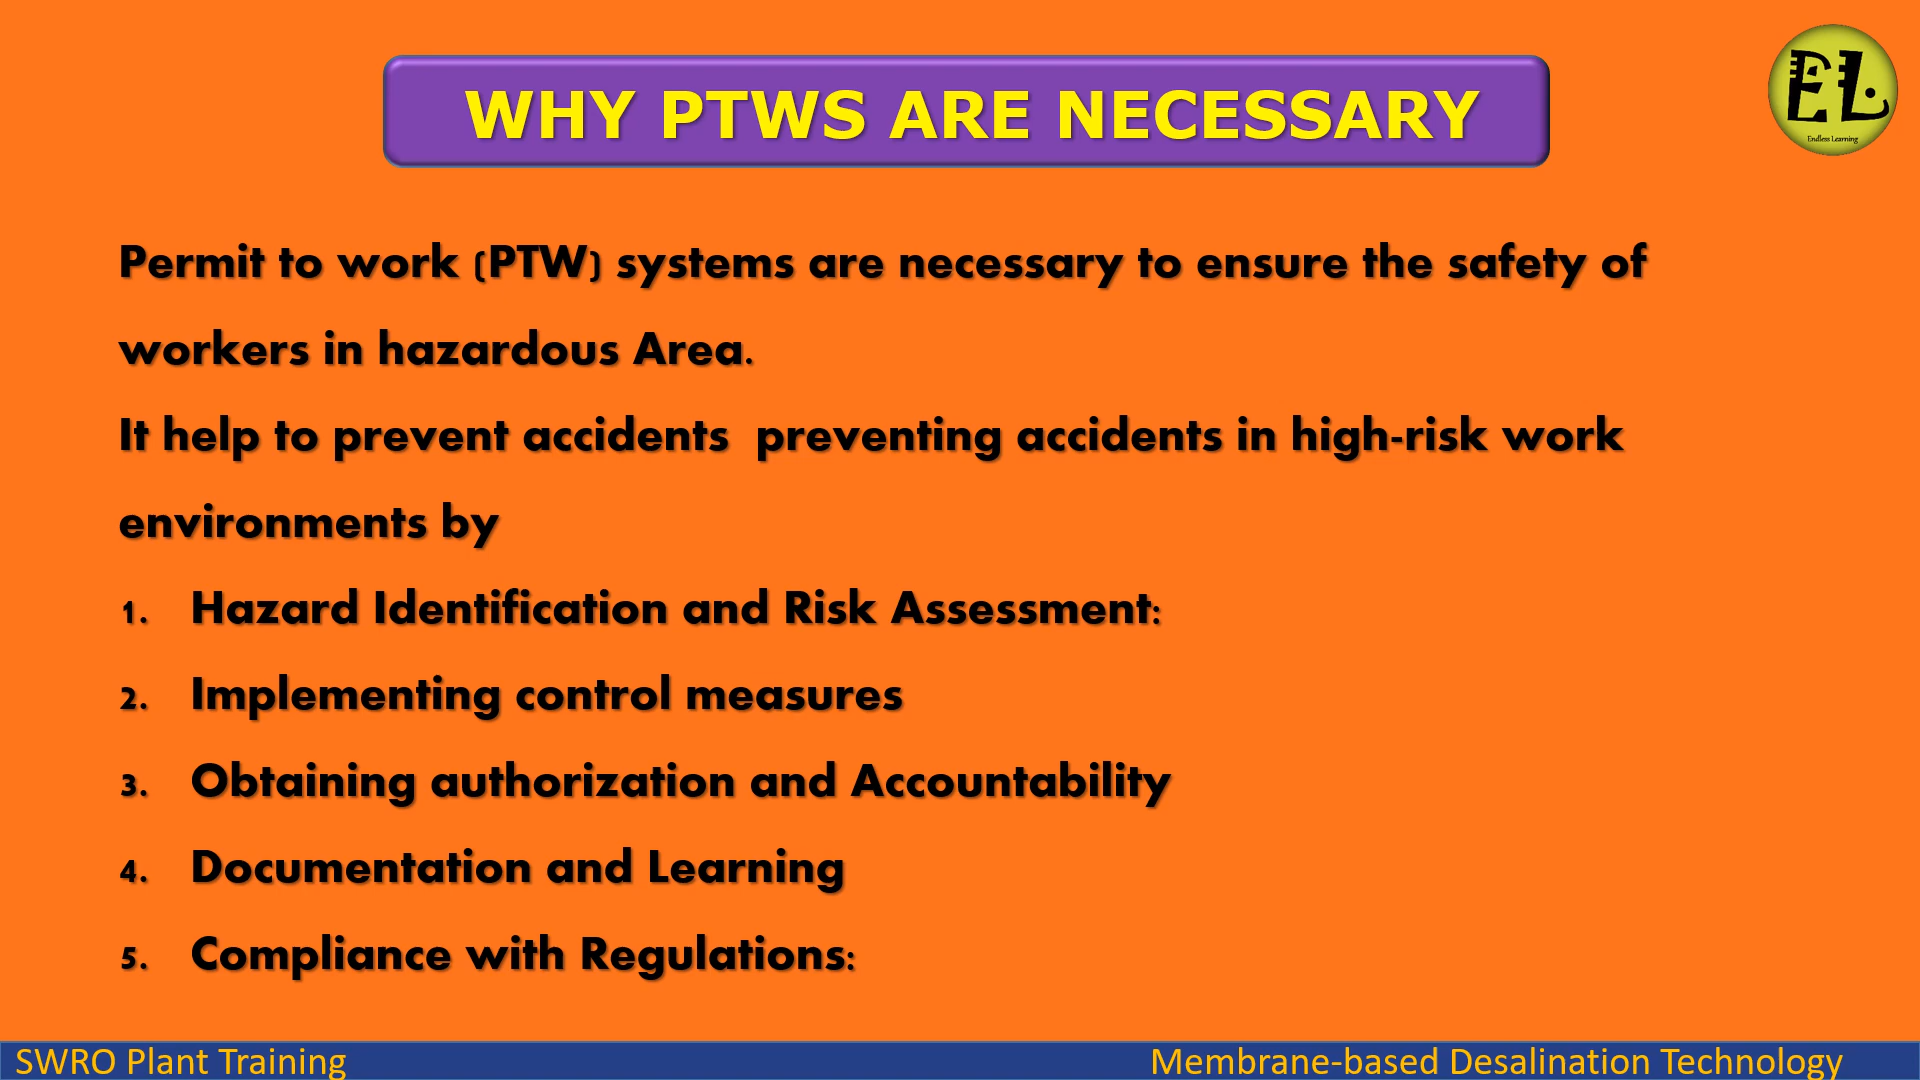 WHY PTWS ARE NECESSARY
EL
Endless Learning
Permit to work (PTW) systems are necessary to ensure the safety of
workers in hazardous Area.
It help to prevent accidents  preventing accidents in high-risk work
environments by
1. Hazard Identification and Risk Assessment:
2. Implementing control measures
3. Obtaining authorization and Accountability
4. Documentation and Learning
5. Compliance with Regulations:
SWRO Plant Training
Membrane-based Desalination Technology